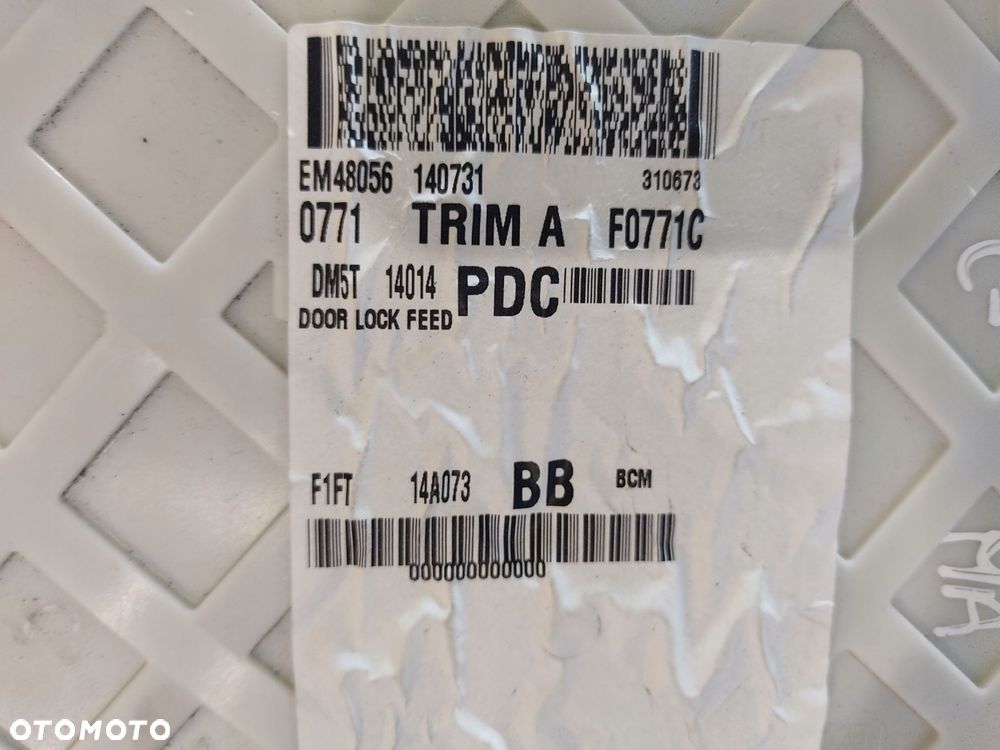 EM48056 140731 310673
0771 TRIM A F0771C
DM5T 14014 PDC
DOOR LOCK FEED
F1FT 14A073 BB BCM
000000000000
OTOMOTO